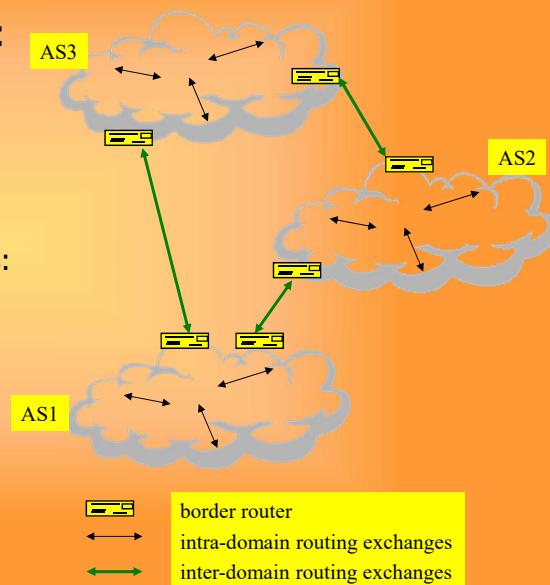 :
AS3
AS2
:
AS1
border router
intra-domain routing exchanges
inter-domain routing exchanges